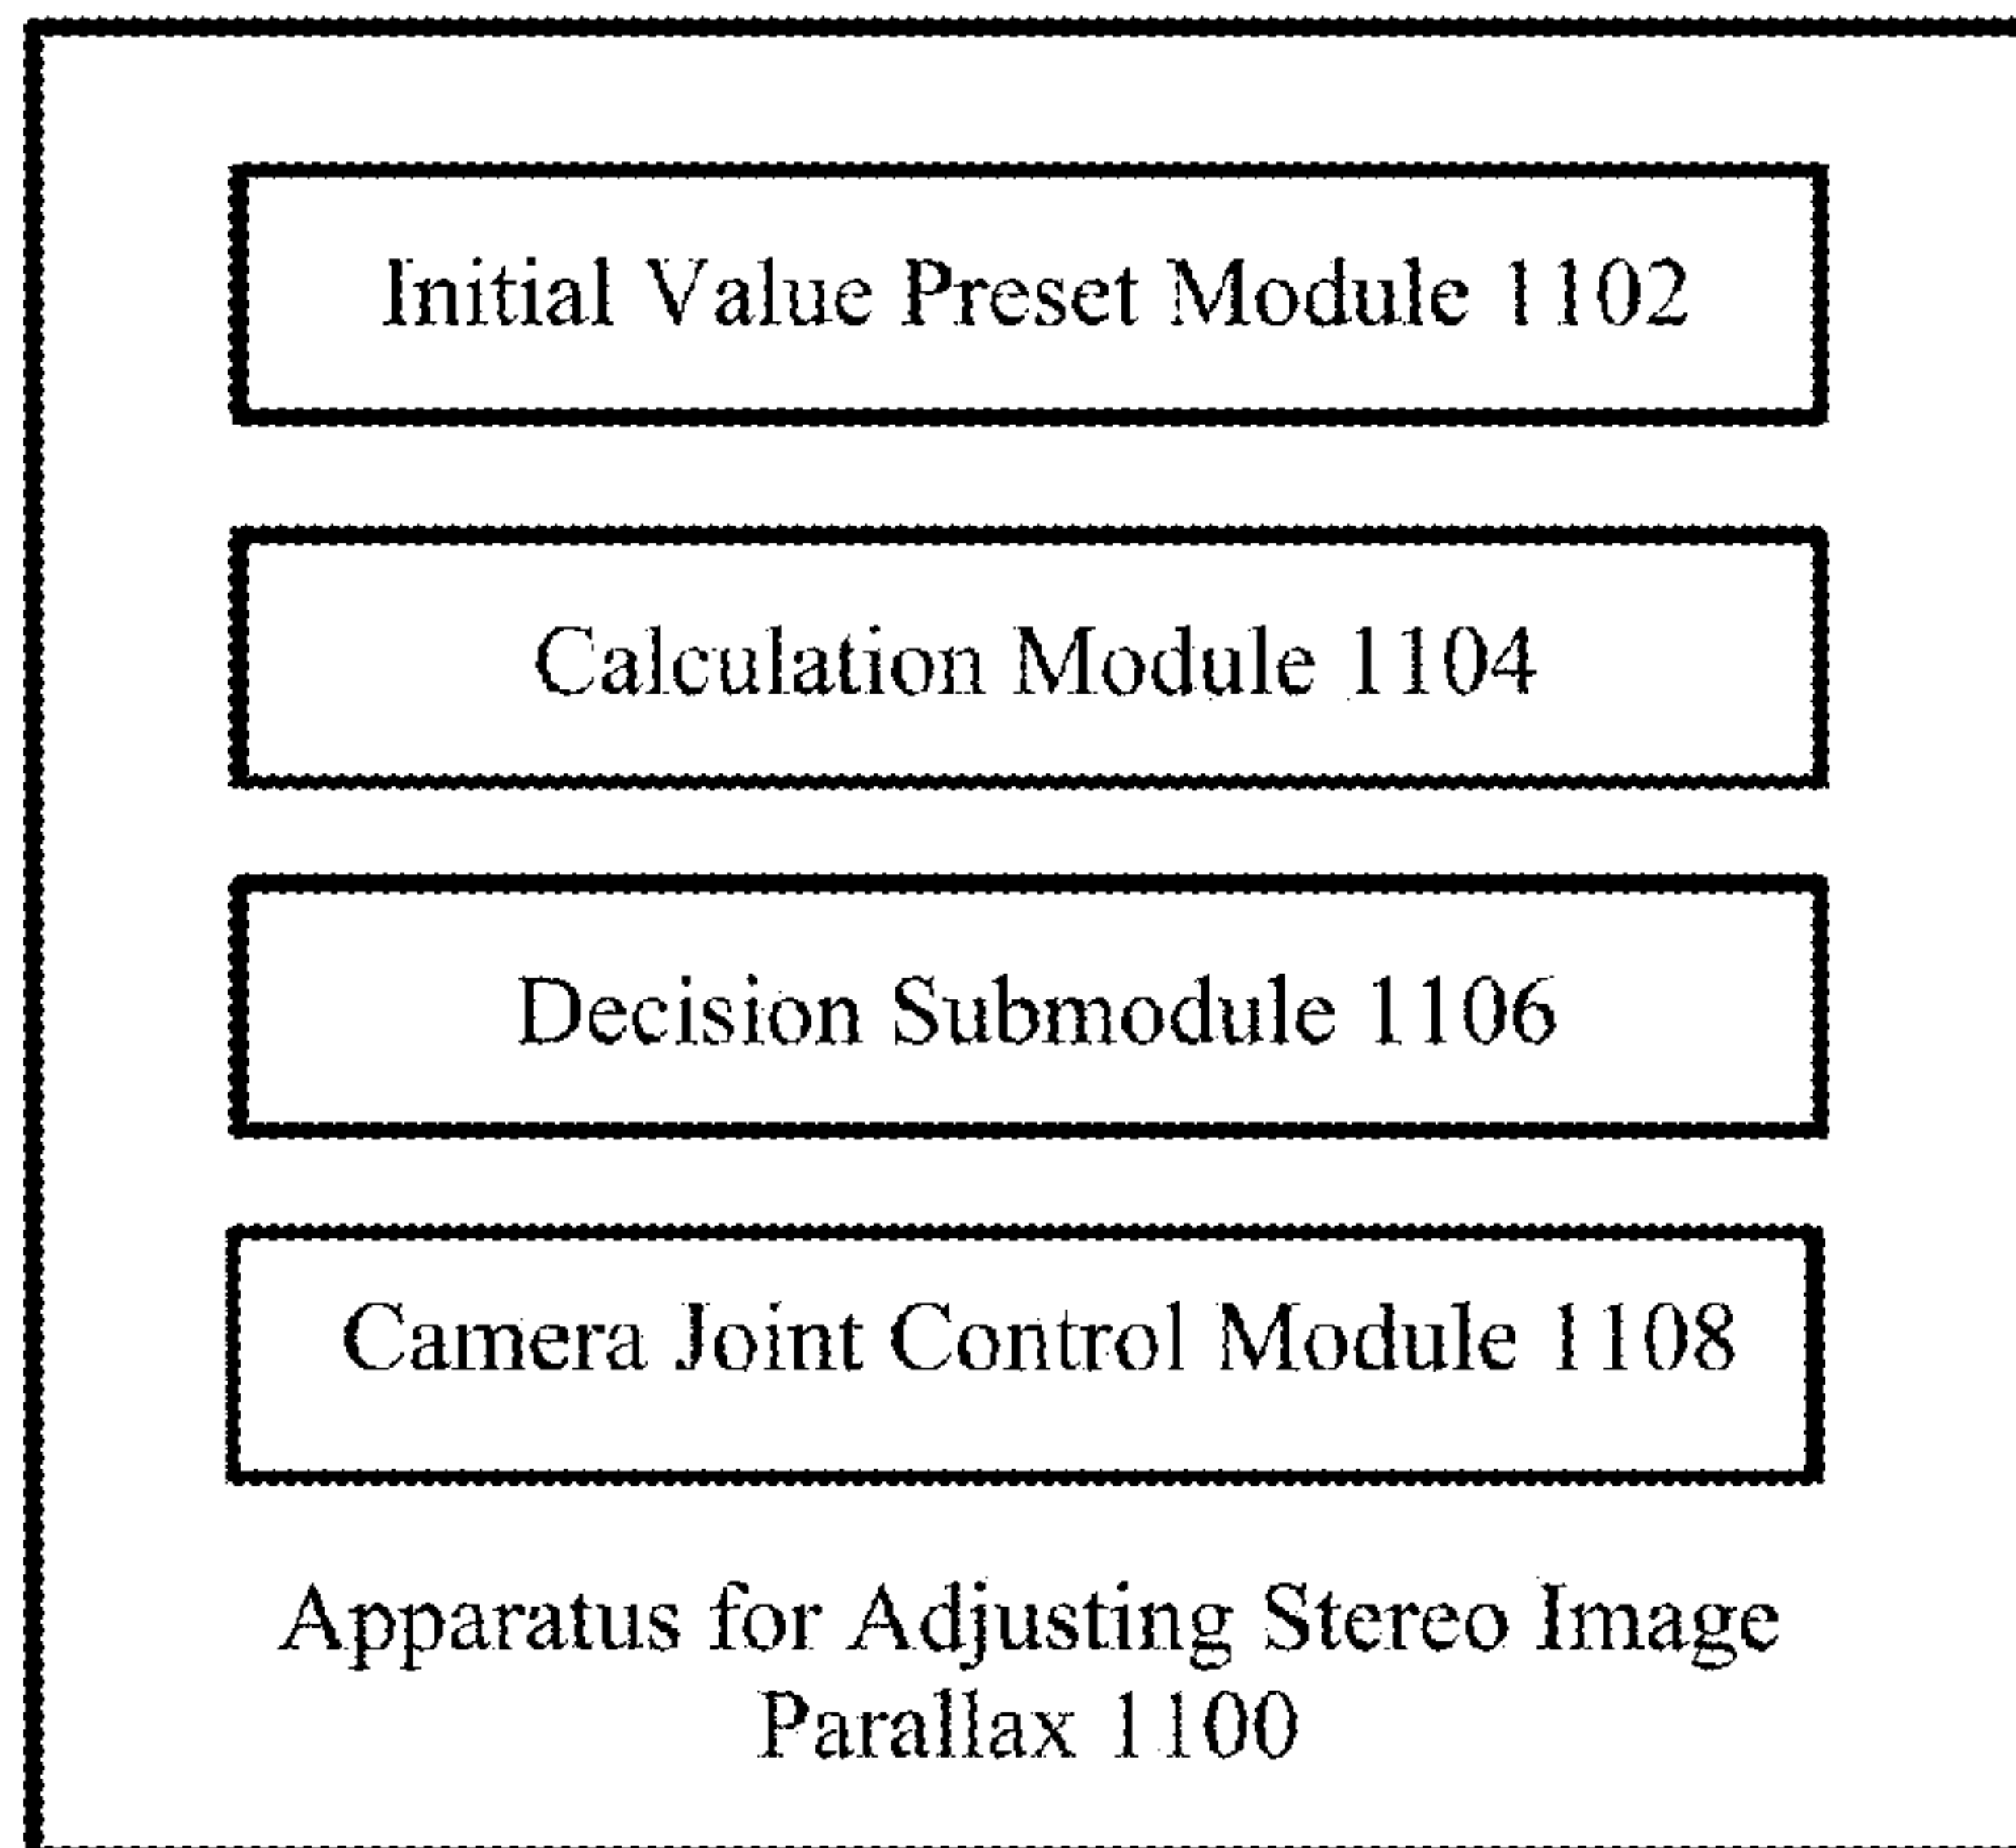 Initial Value Preset Module 1102
Calculation Module 1104
Decision Submodule 1106
Camera Joint Control Module 1108
Apparatus for Adjusting Stereo Image
Parallax 1100